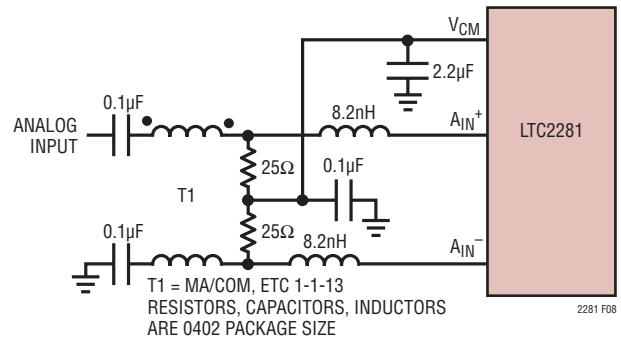 VCM
2.2µF
0.1µF
8.2nH
ANALOG
INPUT
AIN+
LTC2281
25Ω
0.1µF
T1
0.1µF
25Ω
8.2nH
AIN–
T1 = MA/COM, ETC 1-1-13
RESISTORS, CAPACITORS, INDUCTORS
ARE 0402 PACKAGE SIZE
2281 F08